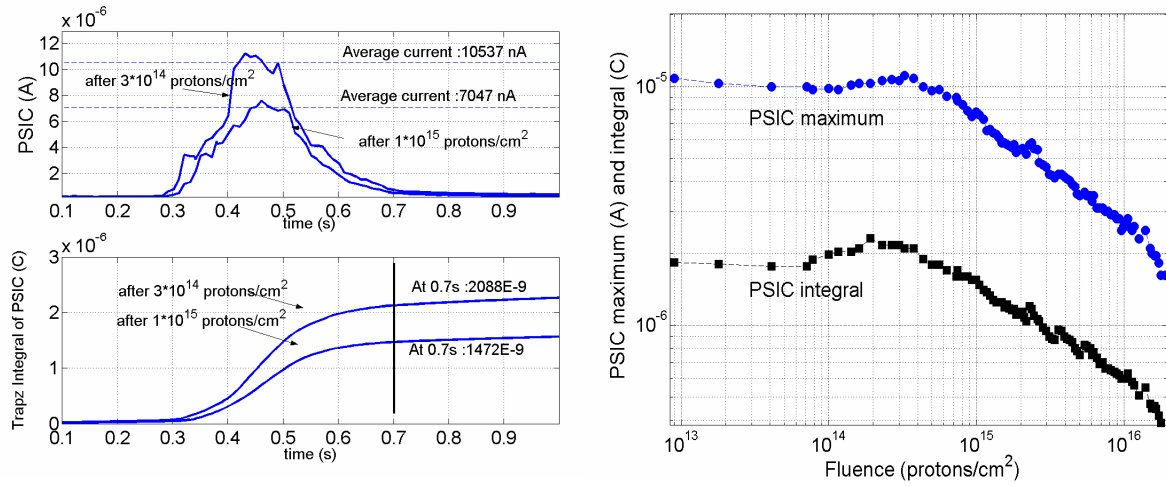 x 10^-6
12
10
8
6
4
2
PSIC (A)
Average current :10537 nA
after 3*10^14 protons/cm^2
Average current :7047 nA
after 1*10^15 protons/cm^2
0.1 0.2 0.3 0.4 0.5 0.6 0.7 0.8 0.9
time (s)
x 10^-6
3
2
1
0
Trapz Integral of PSIC (C)
after 3*10^14 protons/cm^2
At 0.7s :2088E-9
after 1*10^15 protons/cm^2
At 0.7s :1472E-9
0.1 0.2 0.3 0.4 0.5 0.6 0.7 0.8 0.9
time (s)
PSIC maximum (A) and integral (C)
10^-5
10^-6
PSIC maximum
PSIC integral
10^13 10^14 10^15 10^16
Fluence (protons/cm^2)